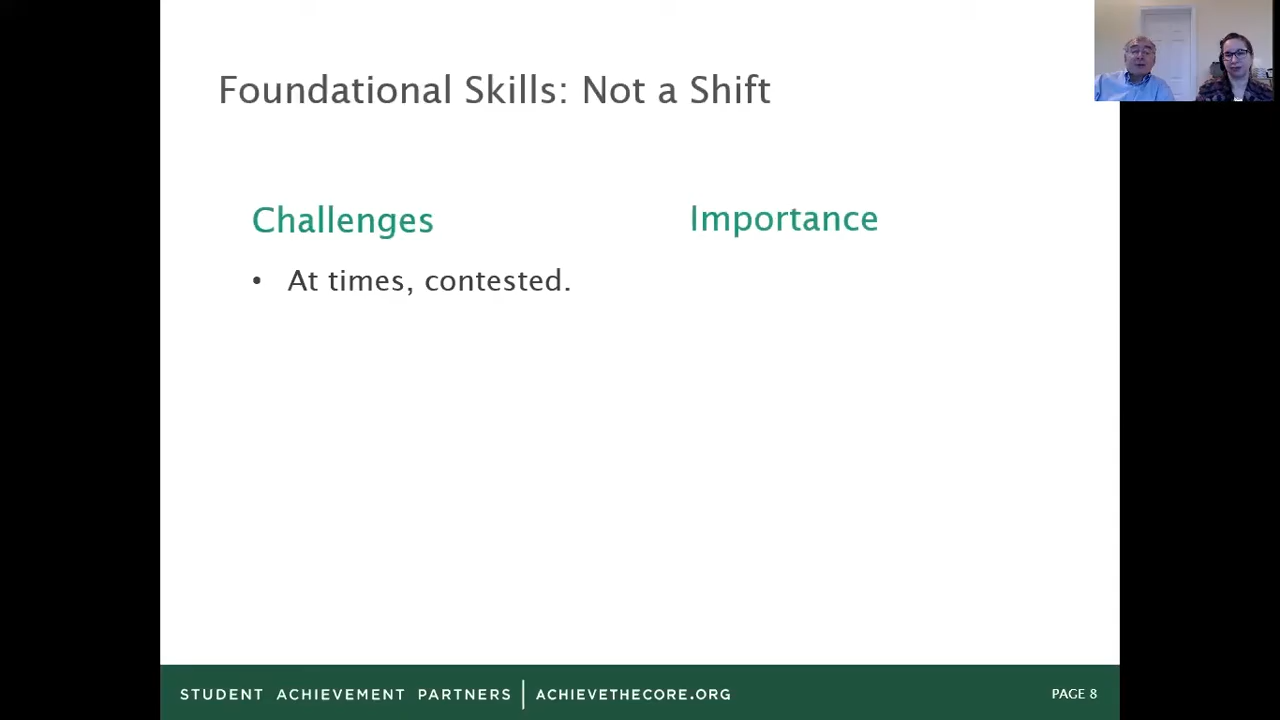 Foundational Skills: Not a Shift
Challenges
• At times, contested.
Importance
STUDENT ACHIEVEMENT PARTNERS | ACHIEVETHECORE.ORG
PAGE 8